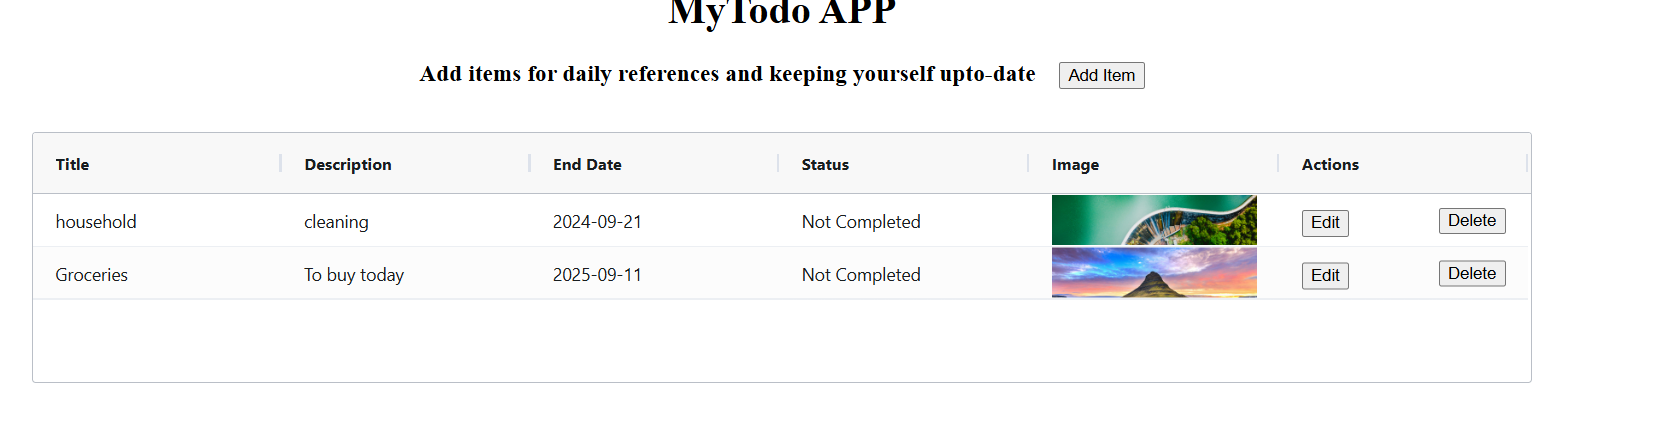 MyTodo APP
Add items for daily references and keeping yourself upto-date Add Item
Title Description End Date Status Image Actions
household cleaning 2024-09-21 Not Completed Edit Delete
Groceries To buy today 2025-09-11 Not Completed Edit Delete